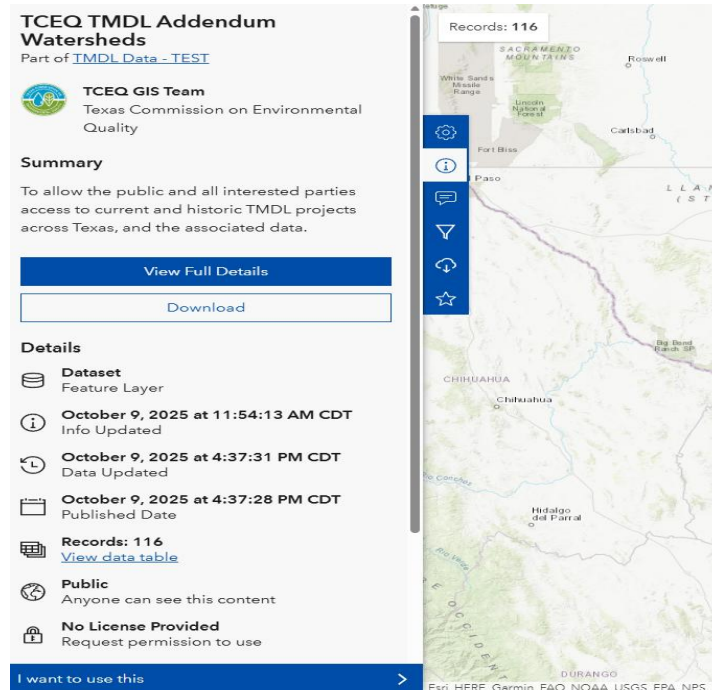 TCEQ TMDL Addendum
Watersheds
Part of TMDL Data - TEST
TCEQ GIS Team
Texas Commission on Environmental
Quality
Summary
To allow the public and all interested parties
access to current and historic TMDL projects
across Texas, and the associated data.
View Full Details
Download
Details
Dataset
Feature Layer
October 9, 2025 at 11:54:13 AM CDT
Info Updated
October 9, 2025 at 4:37:31 PM CDT
Data Updated
October 9, 2025 at 4:37:28 PM CDT
Published Date
Records: 116
View data table
Public
Anyone can see this content
No License Provided
Request permission to use
I want to use this
Records: 116
SACRAMENTO
MOUNTAINS
Roswell
White Sands
Missile
Range
Lincoln
National
Forest
Carlsbad
Fort Bliss
Paso
L L A
( S T
Big Bend
Ranch SP
CHIHUAHUA
Chihuahua
Rio Conchos
Hidalgo
del Parral
Rio Verde
E OCCIDENT
DURANGO
Esri, HERE, Garmin, FAO, NOAA, USGS, EPA, NPS